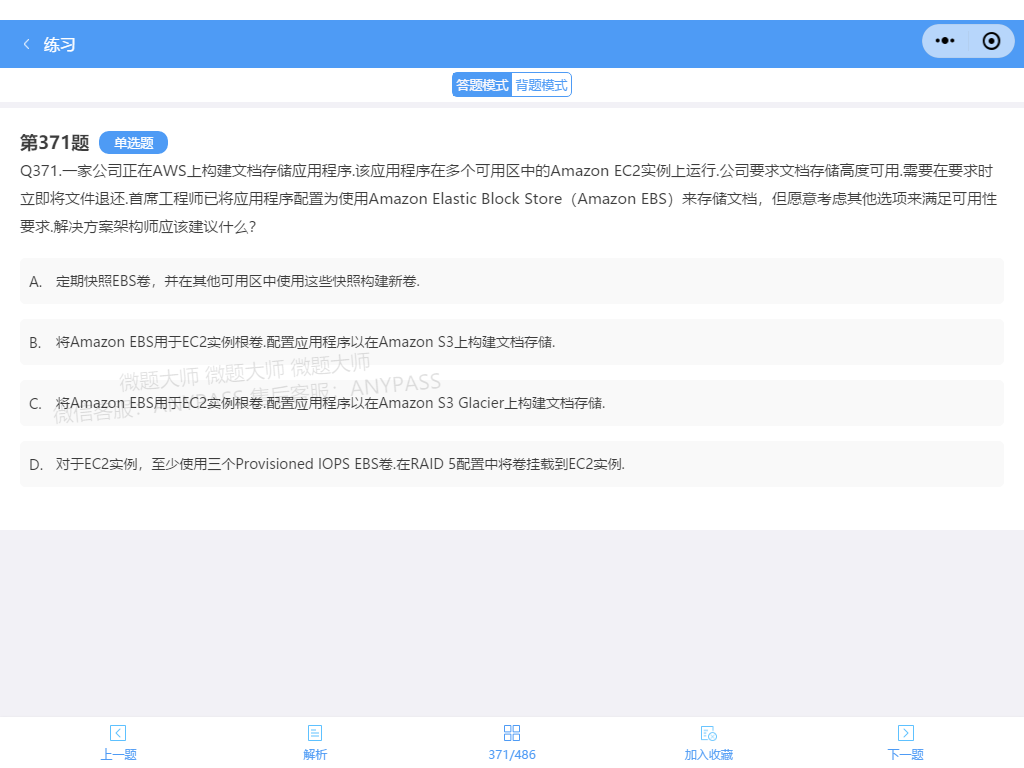 练习
答题模式 背题模式
第371题 单选题
Q371.一家公司正在AWS上构建文档存储应用程序.该应用程序在多个可用区中的Amazon EC2实例上运行.公司要求文档存储高度可用.需要在要求时
立即将文件退还.首席工程师已将应用程序配置为使用Amazon Elastic Block Store（Amazon EBS）来存储文档，但愿意考虑其他选项来满足可用性
要求.解决方案架构师应该建议什么？
A. 定期快照EBS卷，并在其他可用区中使用这些快照构建新卷.
B. 将Amazon EBS用于EC2实例根卷.配置应用程序以在Amazon S3上构建文档存储.
微题大师 微题大师 微题大师
微信客服：ANYPASS 售后客服：ANYPASS
C. 将Amazon EBS用于EC2实例根卷.配置应用程序以在Amazon S3 Glacier上构建文档存储.
D. 对于EC2实例，至少使用三个Provisioned IOPS EBS卷.在RAID 5配置中将卷挂载到EC2实例.
上一题 解析 371/486 加入收藏 下一题